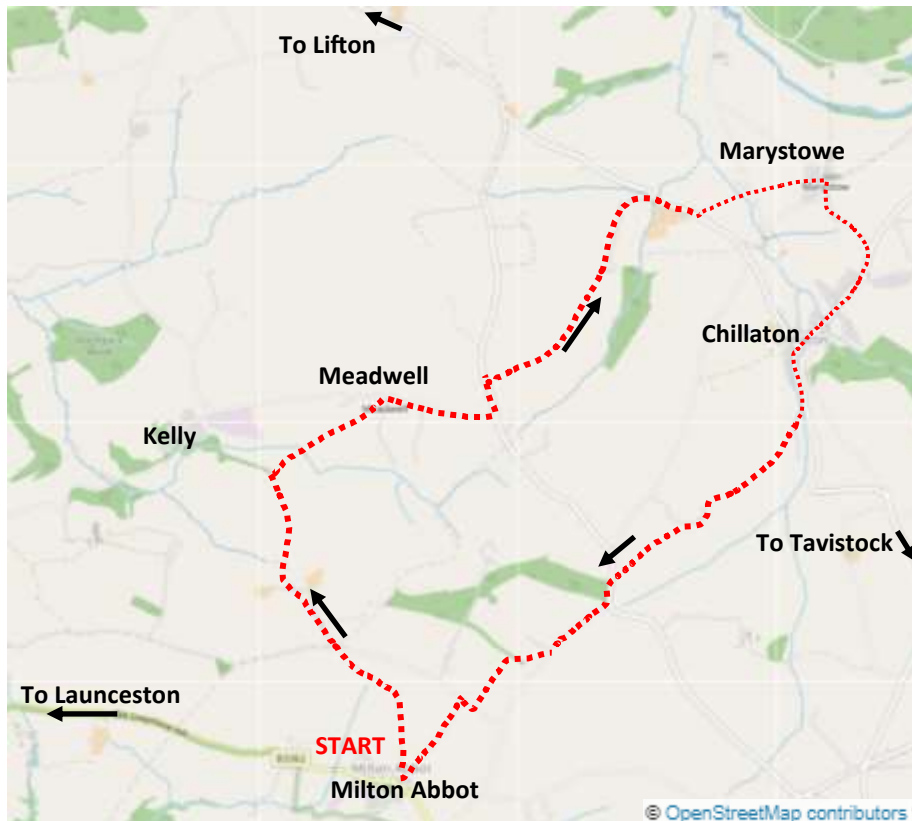 To Lifton
Marystowe
Chillaton
Meadwell
Kelly
To Tavistock
To Launceston
START
Milton Abbot
© OpenStreetMap contributors